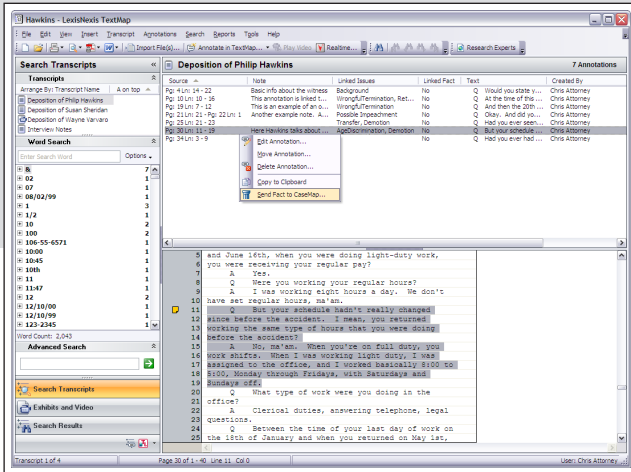 Hawkins - LexisNexis TextMap
File Edit View Insert Transcript Annotations Search Reports Tools Help
Import File(s)... Annotate in TextMap... Play Video Realtime... Research Experts
Search Transcripts «
Transcripts
Arrange By: Transcript Name A on top
Deposition of Philip Hawkins
Deposition of Susan Sheridan
Deposition of Wayne Varvaro
Interview Notes
Word Search
Enter Search Word Options
& 7
02 1
07 1
08/02/99 1
1 3
1/2 1
10 2
100 2
106-55-6571 1
10:00 1
10:45 1
10th 1
11 1
11:47 1
12 2
12/10/00 1
12/10/99 1
123-2345 1
Word Count: 2,043
Advanced Search
Search Transcripts
Exhibits and Video
Search Results
Deposition of Philip Hawkins 7 Annotations
Source Note Linked Issues Linked Fact Text Created By
Pg: 4 Ln: 14 - 22 Basic info about the witness Background No Q Would you state y... Chris Attorney
Pg: 10 Ln: 10 - 16 This annotation is linked t... WrongfulTermination, Ret... No Q At the time of this ... Chris Attorney
Pg: 19 Ln: 7 - 12 This is an example of an o... WrongfulTermination No Q And then the 20th ... Chris Attorney
Pg: 21 Ln: 21 - Pg: 22 Ln: 1 Another example note. A... Possible Impeachment No Q Okay. And did yo... Chris Attorney
Pg: 25 Ln: 21 - 23 Transfer, Demotion No Q Had you ever seen... Chris Attorney
Pg: 30 Ln: 11 - 19 Here Hawkins talks about ... AgeDiscrimination, Demotion No Q But your schedule ... Chris Attorney
Pg: 34 Ln: 3 - 9 No Q Had you ever had ... Chris Attorney
Edit Annotation...
Move Annotation...
Delete Annotation...
Copy to Clipboard
Send Fact to CaseMap...
5 and June 16th, when you were doing light-duty work,
6 you were receiving your regular pay?
7 A Yes.
8 Q Were you working your regular hours?
9 A I was working eight hours a day. We don't
10 have set regular hours, ma'am.
11 Q But your schedule hadn't really changed
12 since before the accident. I mean, you returned
13 working the same type of hours that you were doing
14 before the accident?
15 A No, ma'am. When you're on full duty, you
16 work shifts. When I was working light duty, I was
17 assigned to the office, and I worked basically 8:00 to
18 5:00, Monday through Fridays, with Saturdays and
19 Sundays off.
20 Q What type of work were you doing in the
21 office?
22 A Clerical duties, answering telephone, legal
23 questions.
24 Q Between the time of your last day of work on
25 the 18th of January and when you returned on May 1st,
Transcript 1 of 4 Page 30 of 1 - 40 Line 11 Col 0 User: Chris Attorney